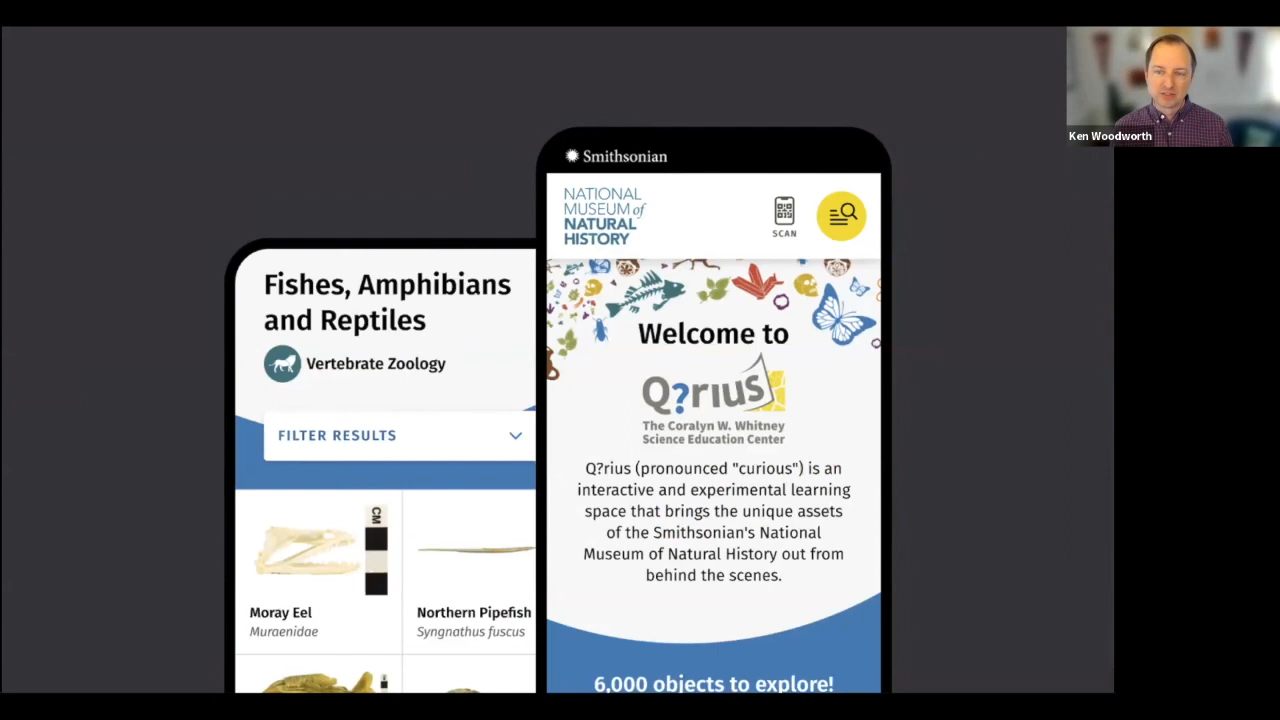 Ken Woodworth
Smithsonian
NATIONAL
MUSEUM of
NATURAL
HISTORY
SCAN
Welcome to
Q?rius
The Coralyn W. Whitney
Science Education Center
Q?rius (pronounced "curious") is an
interactive and experimental learning
space that brings the unique assets
of the Smithsonian's National
Museum of Natural History out from
behind the scenes.
6,000 objects to explore!
Fishes, Amphibians
and Reptiles
Vertebrate Zoology
FILTER RESULTS
CM
Moray Eel
Muraenidae
Northern Pipefish
Syngnathus fuscus